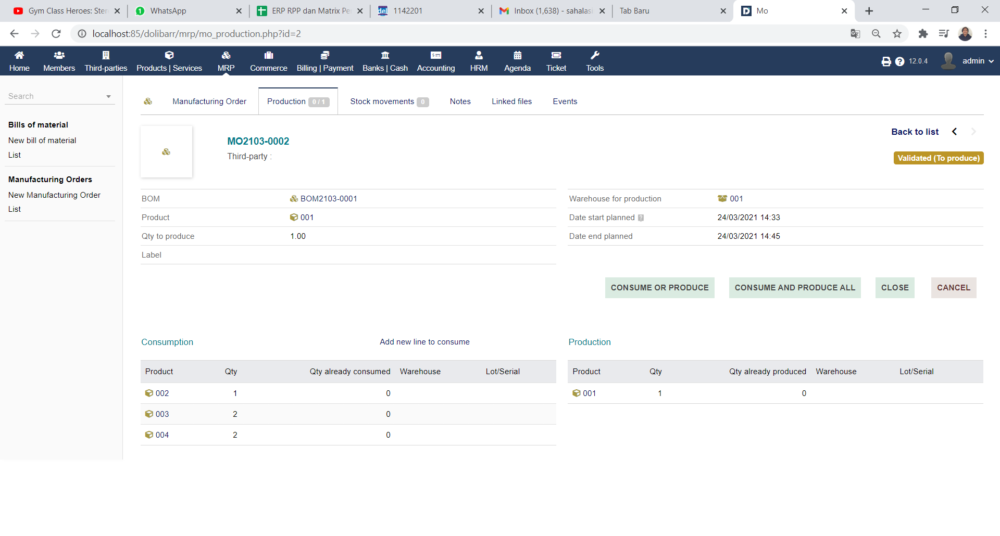 Gym Class Heroes: Ster
WhatsApp
ERP RPP dan Matrix Pe
del 1142201
Inbox (1,638) - sahalasi
Tab Baru
Mo
localhost:85/dolibarr/mrp/mo_production.php?id=2
Home
Members
Third-parties
Products | Services
MRP
Commerce
Billing | Payment
Banks | Cash
Accounting
HRM
Agenda
Ticket
Tools
12.0.4
admin
Search
Bills of material
New bill of material
List
Manufacturing Orders
New Manufacturing Order
List
Manufacturing Order
Production 0 / 1
Stock movements 0
Notes
Linked files
Events
MO2103-0002
Third-party :
Back to list
Validated (To produce)
BOM BOM2103-0001
Product 001
Qty to produce 1.00
Label
Warehouse for production 001
Date start planned ? 24/03/2021 14:33
Date end planned 24/03/2021 14:45
CONSUME OR PRODUCE
CONSUME AND PRODUCE ALL
CLOSE
CANCEL
Consumption
Add new line to consume
Product Qty Qty already consumed Warehouse Lot/Serial
002 1 0
003 2 0
004 2 0
Production
Product Qty Qty already produced Warehouse Lot/Serial
001 1 0